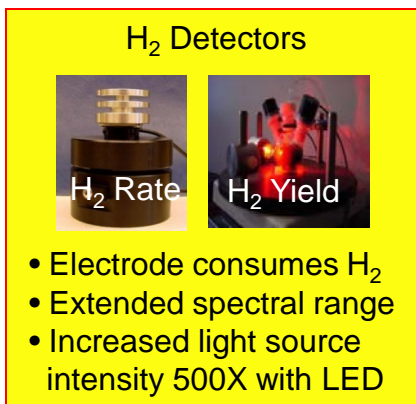 H₂ Detectors
H₂ Rate
H₂ Yield
• Electrode consumes H₂
• Extended spectral range
• Increased light source
intensity 500X with LED